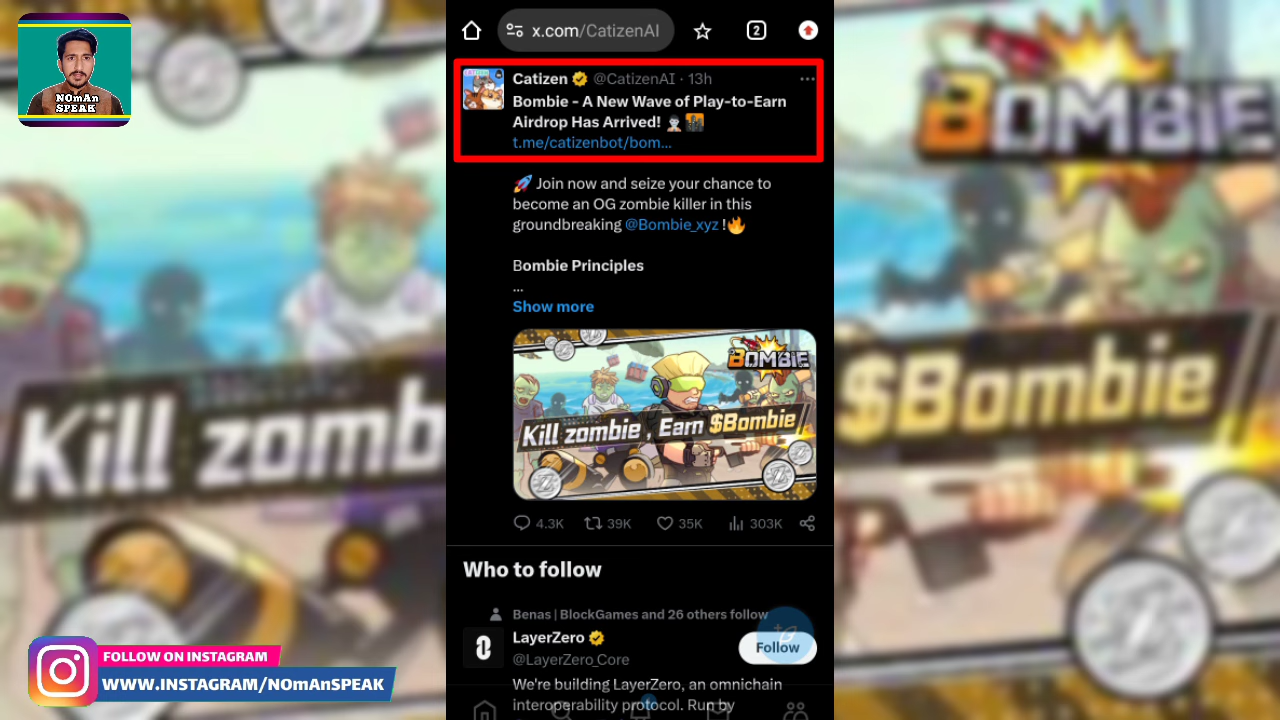 NOmAn
SPEAK
x.com/CatizenAI
2
Catizen @CatizenAI · 13h
Bombie - A New Wave of Play-to-Earn
Airdrop Has Arrived! 🧟🏙
t.me/catizenbot/bom...
🚀 Join now and seize your chance to
become an OG zombie killer in this
groundbreaking @Bombie_xyz !🔥
Bombie Principles
...
Show more
BOMBIE
Kill zombie , Earn $Bombie
4.3K 39K 35K 303K
Who to follow
Benas | BlockGames and 26 others follow
LayerZero
@LayerZero_Core
Follow
We're building LayerZero, an omnichain
interoperability protocol. Run by
Kill zomb
BOMBIE
$Bombie
FOLLOW ON INSTAGRAM
WWW.INSTAGRAM/NOmAnSPEAK